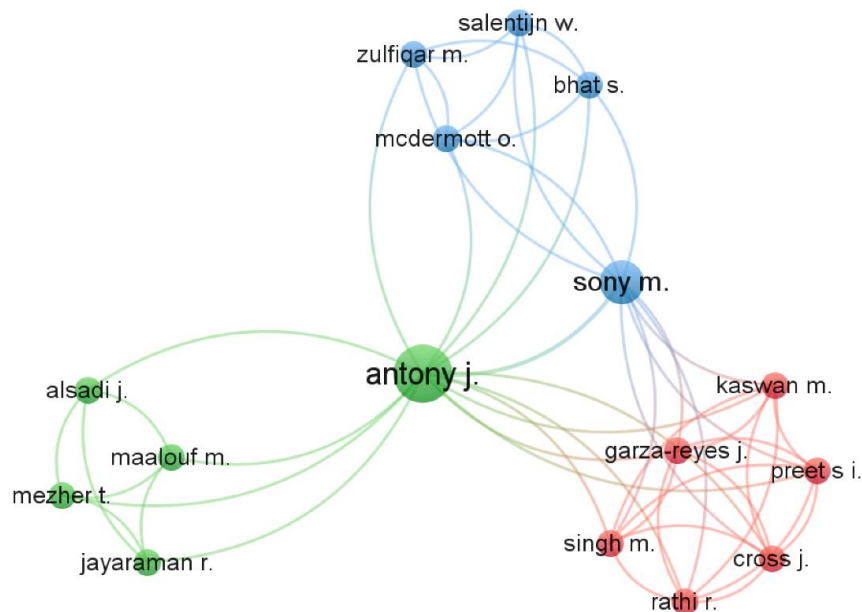 salentijn w.
zulfiqar m.
bhat s.
mcdermott o.
sony m.
antony j.
alsadi j.
kaswan m.
maalouf m.
garza-reyes j.
preet s i.
mezher t.
singh m.
cross j.
jayaraman r.
rathi r.